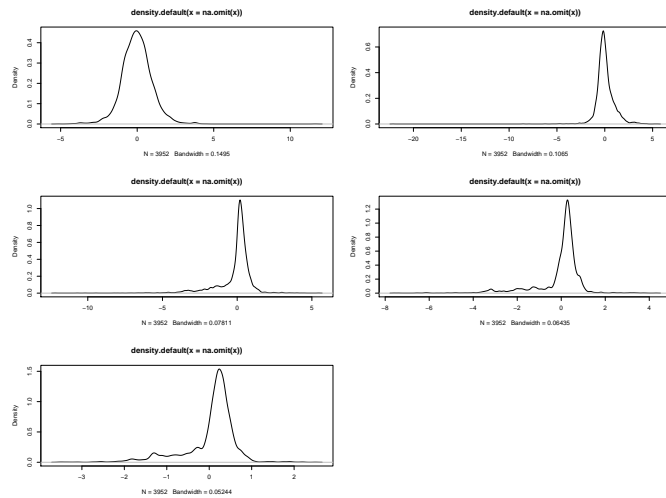 density.default(x = na.omit(x))
Density
0.0 0.1 0.2 0.3 0.4
−5 0 5 10
N = 3952 Bandwidth = 0.1495
density.default(x = na.omit(x))
Density
0.0 0.2 0.4 0.6
−20 −15 −10 −5 0 5
N = 3952 Bandwidth = 0.1065
density.default(x = na.omit(x))
Density
0.0 0.2 0.4 0.6 0.8 1.0
−10 −5 0 5
N = 3952 Bandwidth = 0.07811
density.default(x = na.omit(x))
Density
0.0 0.2 0.4 0.6 0.8 1.2
−8 −6 −4 −2 0 2 4
N = 3952 Bandwidth = 0.06435
density.default(x = na.omit(x))
Density
0.0 0.5 1.0 1.5
−3 −2 −1 0 1 2
N = 3952 Bandwidth = 0.05244